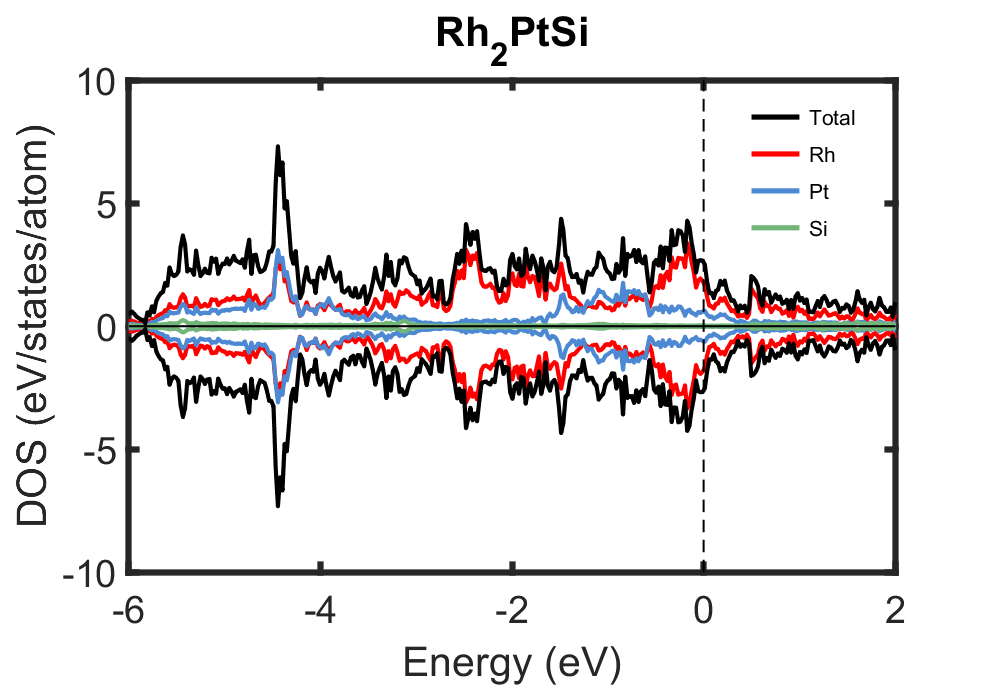 Rh₂PtSi
10
5
0
-5
-10
DOS (eV/states/atom)
Total
Rh
Pt
Si
-6 -4 -2 0 2
Energy (eV)